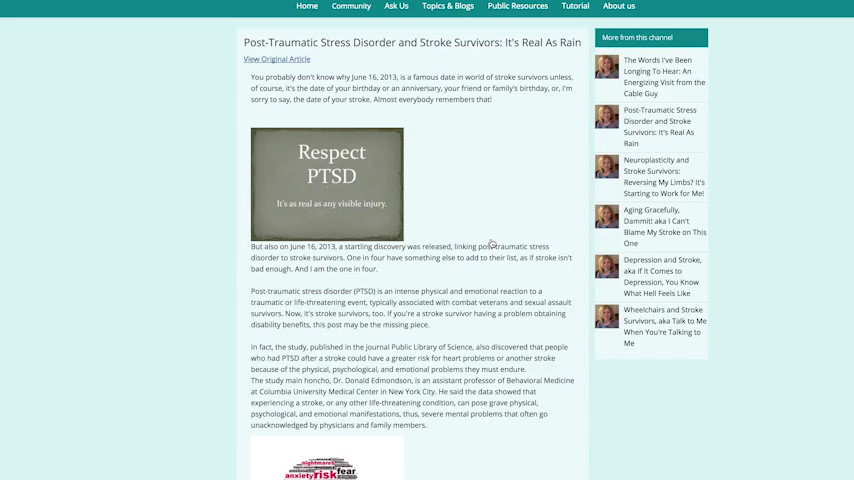 Home Community Ask Us Topics & Blogs Public Resources Tutorial About us
Post-Traumatic Stress Disorder and Stroke Survivors: It's Real As Rain
View Original Article
You probably don't know why June 16, 2013, is a famous date in world of stroke survivors unless,
of course, it's the date of your birthday or an anniversary, your friend or family's birthday, or, I'm
sorry to say, the date of your stroke. Almost everybody remembers that!
Respect
PTSD
It's as real as any visible injury.
But also on June 16, 2013, a startling discovery was released, linking post-traumatic stress
disorder to stroke survivors. One in four have something else to add to their list, as if stroke isn't
bad enough. And I am the one in four.
Post-traumatic stress disorder (PTSD) is an intense physical and emotional reaction to a
traumatic or life-threatening event, typically associated with combat veterans and sexual assault
survivors. Now, it's stroke survivors, too. If you're a stroke survivor having a problem obtaining
disability benefits, this post may be the missing piece.
In fact, the study, published in the journal Public Library of Science, also discovered that people
who had PTSD after a stroke could have a greater risk for heart problems or another stroke
because of the physical, psychological, and emotional problems they must endure.
The study main honcho, Dr. Donald Edmondson, is an assistant professor of Behavioral Medicine
at Columbia University Medical Center in New York City. He said the data showed that
experiencing a stroke, or any other life-threatening condition, can pose grave physical,
psychological, and emotional manifestations, thus, severe mental problems that often go
unacknowledged by physicians and family members.
nightmares
anxiety risk fear
More from this channel
The Words I've Been
Longing To Hear: An
Energizing Visit from the
Cable Guy
Post-Traumatic Stress
Disorder and Stroke
Survivors: It's Real As
Rain
Neuroplasticity and
Stroke Survivors:
Reversing My Limbs? It's
Starting to Work for Me!
Aging Gracefully,
Dammit! aka I Can't
Blame My Stroke on This
One
Depression and Stroke,
aka If It Comes to
Depression, You Know
What Hell Feels Like
Wheelchairs and Stroke
Survivors, aka Talk to Me
When You're Talking to
Me